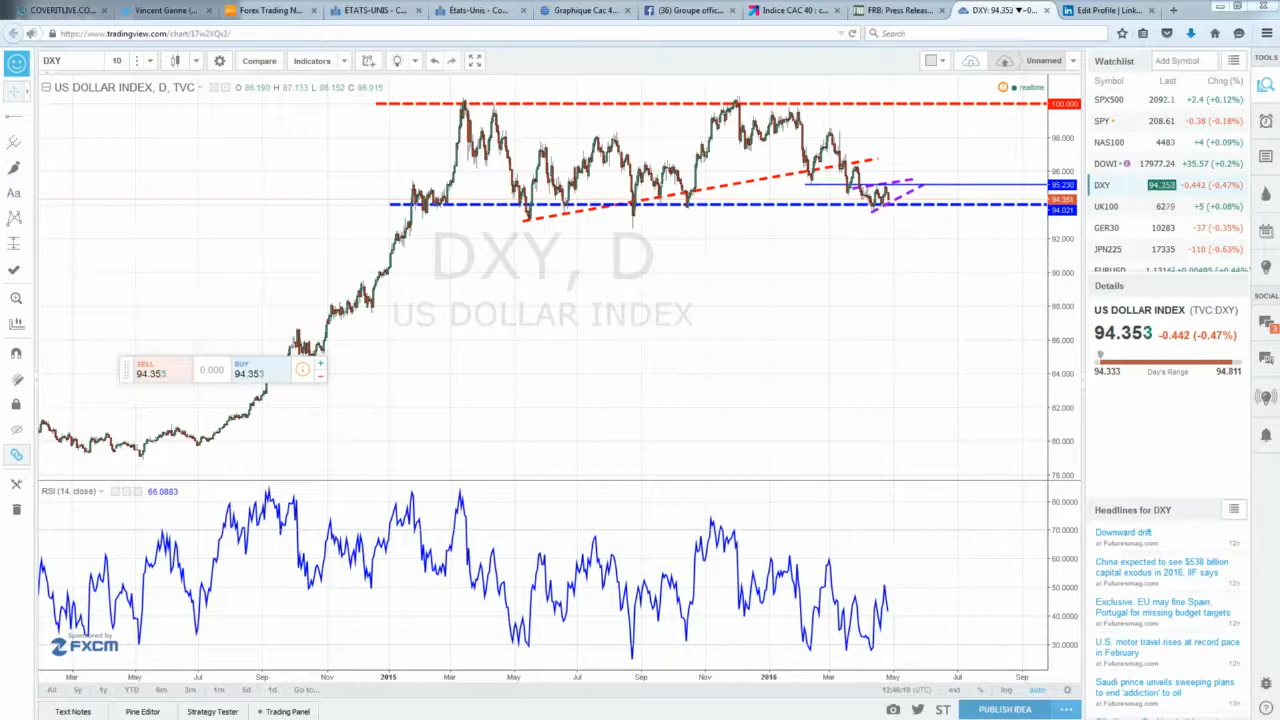 COVERITLIVE.CO...
Vincent Ganne (...
Forex Trading N...
ÉTATS-UNIS - C...
États-Unis - C...
Graphique Cac 4...
(36) Groupe offic...
Indice CAC 40 : c...
FRB: Press Releas...
DXY: 94.353 ▼−0....
Edit Profile | Link...
https://www.tradingview.com/chart/17w2XQx3/
Search
DXY 1D Compare Indicators Unnamed
US DOLLAR INDEX, D, TVC O 86.190 H 87.133 L 86.152 C 86.915
realtime
100.000
98.000
96.000
95.230
94.351
94.021
92.000
90.000
88.000
86.000
84.000
82.000
80.000
78.000
DXY, D
US DOLLAR INDEX
SELL
94.353
0.000
BUY
94.353
RSI (14, close) 66.0883
80.0000
70.0000
60.0000
50.0000
40.0000
30.0000
Sponsored by
FXCM
Mar May Jul Sep Nov 2015 Mar May Jul Sep Nov 2016 Mar May Jul Sep
All 5y 1y YTD 6m 3m 1m 5d 1d Go to...
12:48:19 (UTC) ext % log auto
Text Notes Pine Editor Strategy Tester Trading Panel
ST PUBLISH IDEA
Watchlist Add Symbol
Symbol Last Chng (%)
SPX500 2092.1 +2.4 (+0.12%)
SPY 208.61 -0.38 (-0.18%)
NAS100 4483 +4 (+0.09%)
DOWI 17977.24 +35.57 (+0.2%)
DXY 94.353 -0.442 (-0.47%)
UK100 6279 +5 (+0.08%)
GER30 10283 -37 (-0.35%)
JPN225 17335 -110 (-0.63%)
EURUSD
Details
US DOLLAR INDEX (TVC:DXY)
94.353 -0.442 (-0.47%)
94.333 Day's Range 94.811
Headlines for DXY
Downward drift
at Futuresmag.com 12h
China expected to see $538 billion
capital exodus in 2016, IIF says
at Futuresmag.com 12h
Exclusive: EU may fine Spain,
Portugal for missing budget targets
at Futuresmag.com 12h
U.S. motor travel rises at record pace
in February
at Futuresmag.com 12h
Saudi prince unveils sweeping plans
to end 'addiction' to oil
at Futuresmag.com 13h
TOOLS
SOCIAL
3